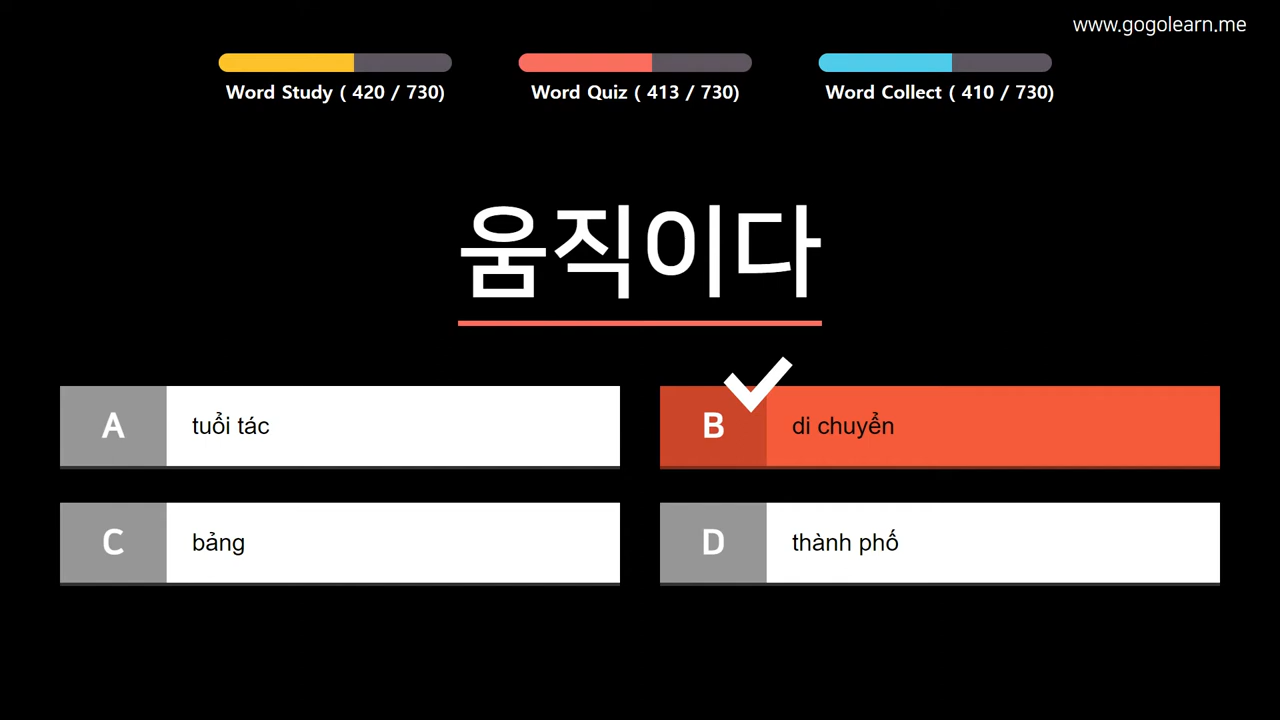 www.gogolearn.me
Word Study ( 420 / 730)
Word Quiz ( 413 / 730)
Word Collect ( 410 / 730)
움직이다
A tuổi tác
B di chuyển
C bảng
D thành phố